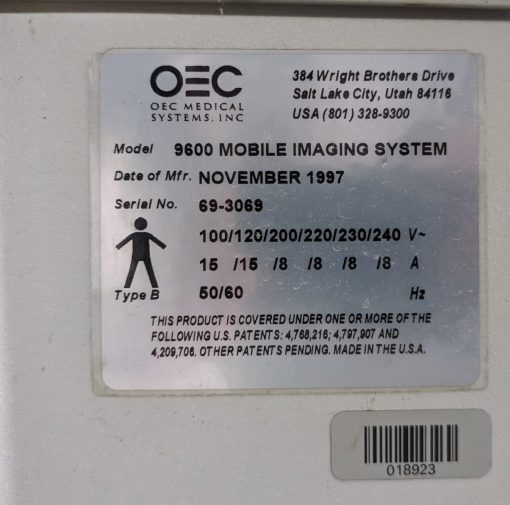 OEC
OEC MEDICAL
SYSTEMS, INC
384 Wright Brothers Drive
Salt Lake City, Utah 84116
USA (801) 328-9300
Model 9600 MOBILE IMAGING SYSTEM
Date of Mfr. NOVEMBER 1997
Serial No. 69-3069
100/120/200/220/230/240 V~
15 /15 /8 /8 /8 /8 A
Type B 50/60 Hz
THIS PRODUCT IS COVERED UNDER ONE OR MORE OF THE
FOLLOWING U.S. PATENTS: 4,768,216; 4,797,907 AND
4,209,706. OTHER PATENTS PENDING. MADE IN THE U.S.A.
018923